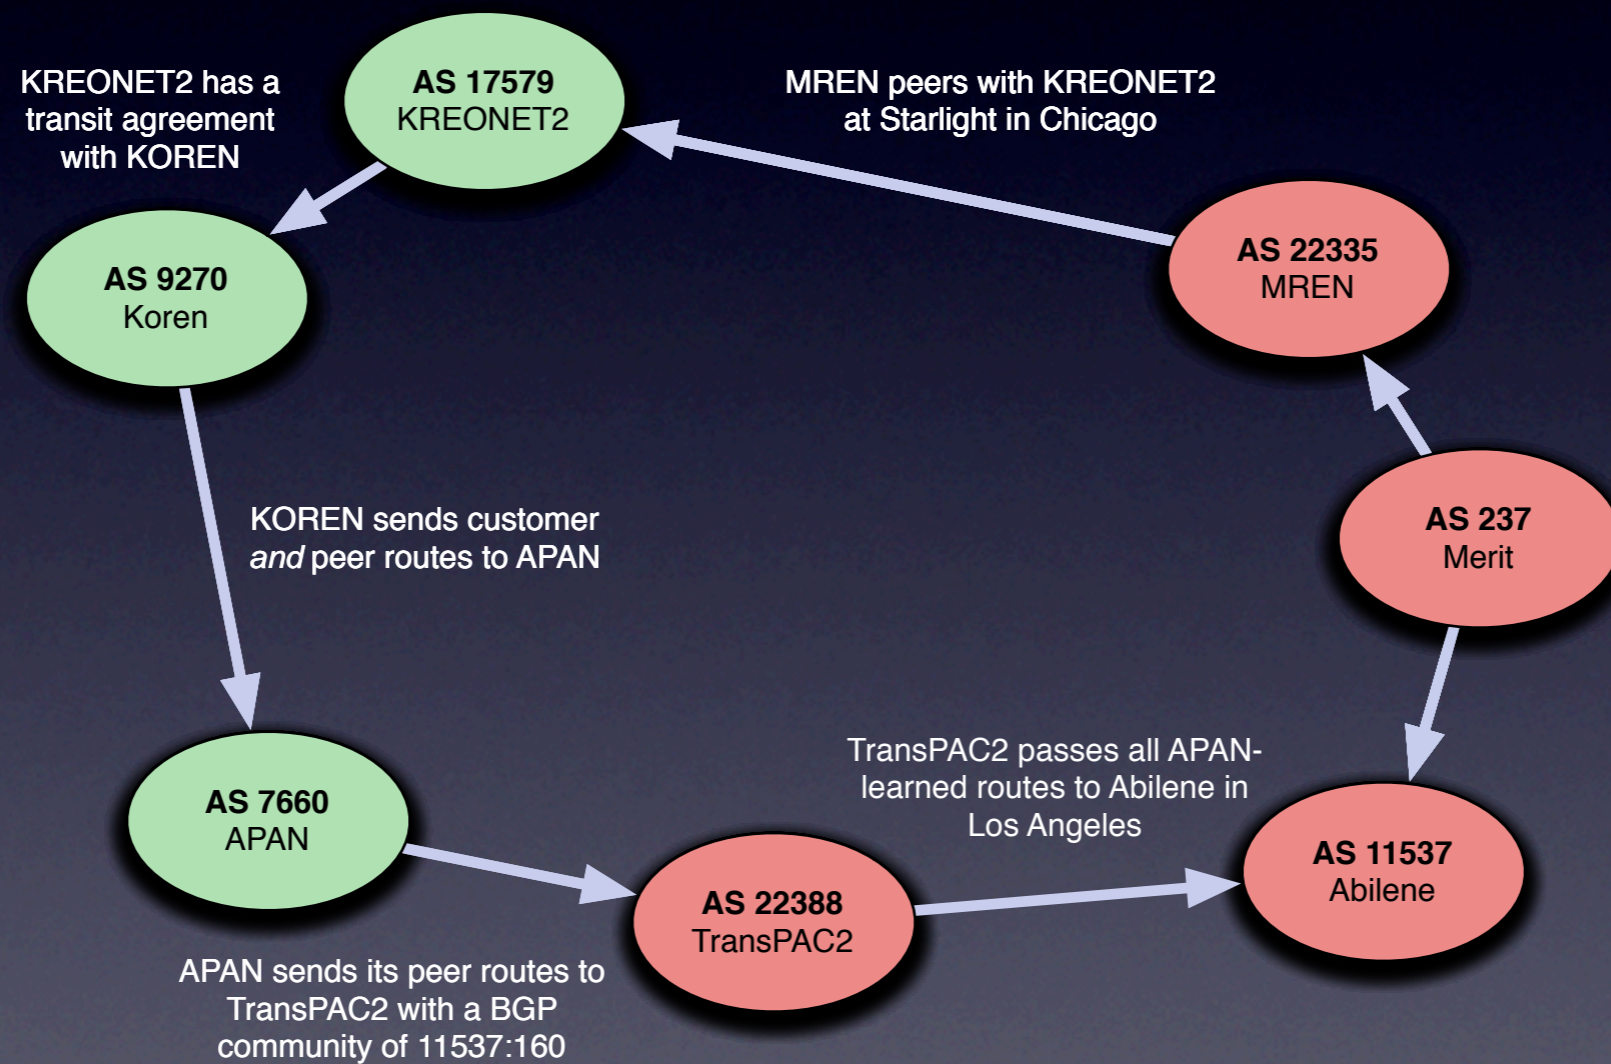 KREONET2 has a
transit agreement
with KOREN
AS 17579
KREONET2
MREN peers with KREONET2
at Starlight in Chicago
AS 9270
Koren
AS 22335
MREN
KOREN sends customer
and peer routes to APAN
AS 237
Merit
AS 7660
APAN
TransPAC2 passes all APAN-
learned routes to Abilene in
Los Angeles
AS 22388
TransPAC2
AS 11537
Abilene
APAN sends its peer routes to
TransPAC2 with a BGP
community of 11537:160